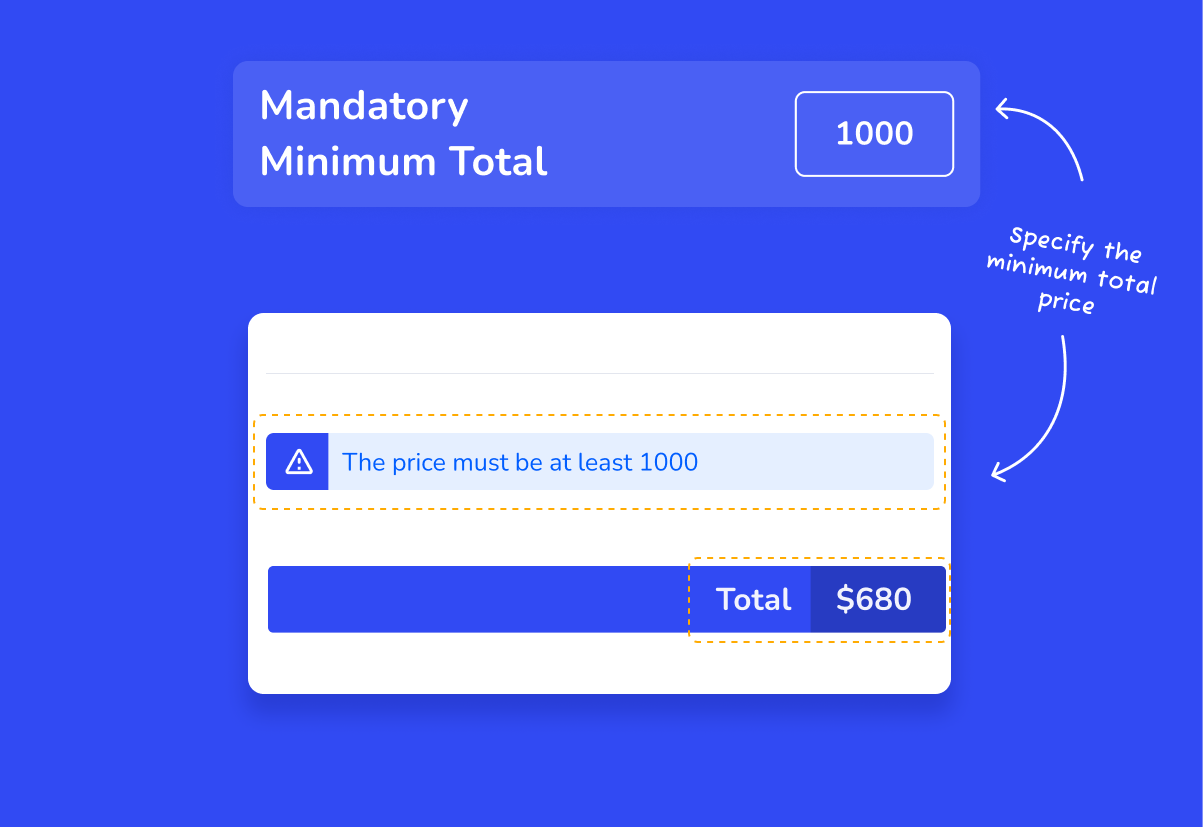 Mandatory
Minimum Total
1000
Specify the
minimum total
price
The price must be at least 1000
Total
$680